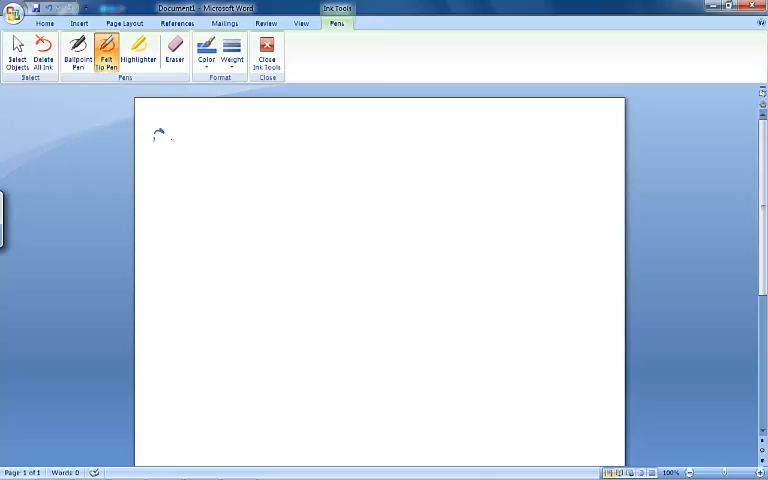 Document1 - Microsoft Word
Ink Tools
Home Insert Page Layout References Mailings Review View Pens
Select Objects
Delete All Ink
Ballpoint Pen
Felt Tip Pen
Highlighter
Eraser
Color
Weight
Close Ink Tools
Select Pens Format Close
Page: 1 of 1 Words: 0 100%